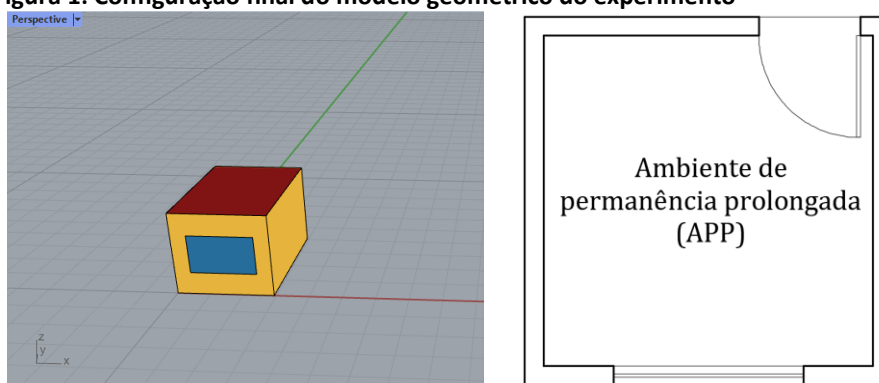 igura 1: Configuração final do modelo geométrico do experimento
Perspective
z
y
x
Ambiente de
permanência prolongada
(APP)